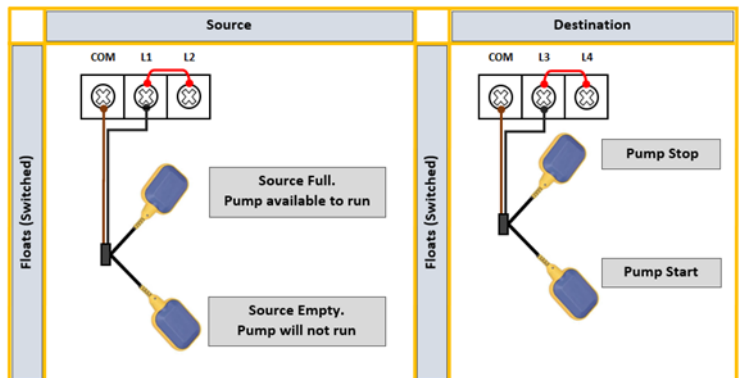 Source
Destination
COM L1 L2
COM L3 L4
Floats (Switched)
Source Full.
Pump available to run
Source Empty.
Pump will not run
Floats (Switched)
Pump Stop
Pump Start